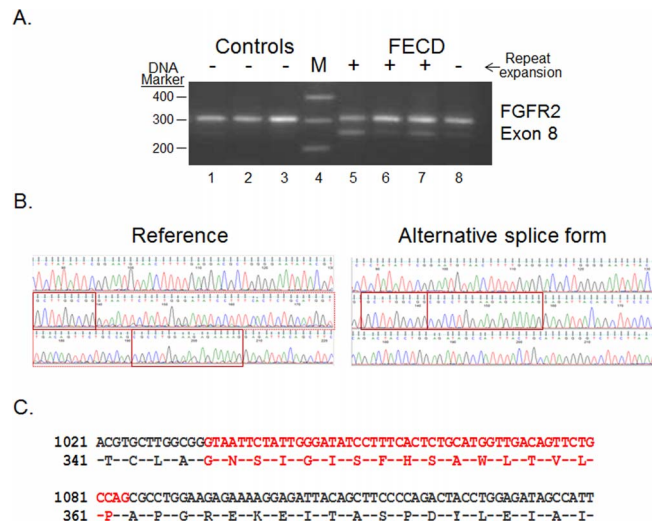 A.
Controls
FECD
DNA
Marker
- - - M + + + -
← Repeat
expansion
400
300
200
FGFR2
Exon 8
1 2 3 4 5 6 7 8
B.
Reference
Alternative splice form
C.
1021 ACGTGCTTGGCGGGTAATTCTATTGGGATATCCTTTCACTCTGCATGGTTGACAGTTCTG
341 --T--C--L--A--G--N--S--I--G--I--S--F--H--S--A--W--L--T--V--L-
1081 CCAGCGCCTGGAAGAGAAAAGGAGATTACAGCTTCCCCAGACTACCTGGAGATAGCCATT
361 --P--A--P--G--R--E--K--E--I--T--A--S--P--D--I--L--E--I--A--I-